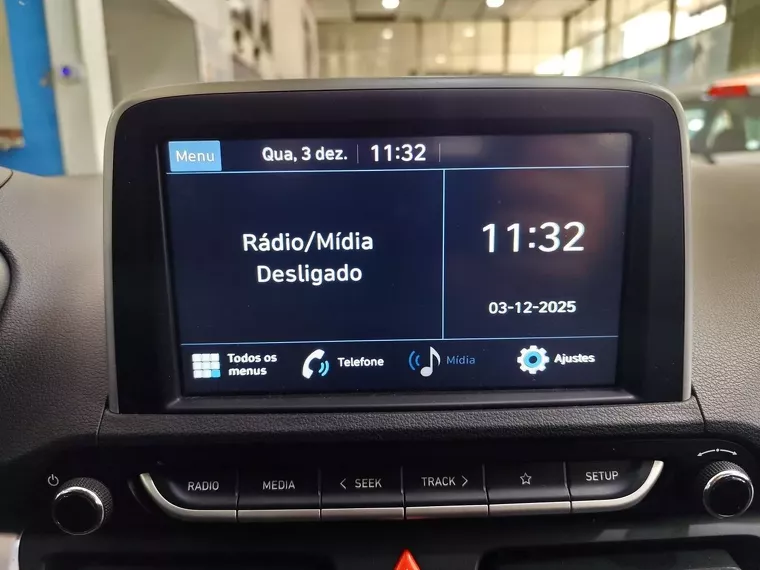 Menu
Qua, 3 dez.
11:32
Rádio/Mídia
Desligado
11:32
03-12-2025
Todos os
menus
Telefone
Mídia
Ajustes
RADIO
MEDIA
< SEEK
TRACK >
SETUP